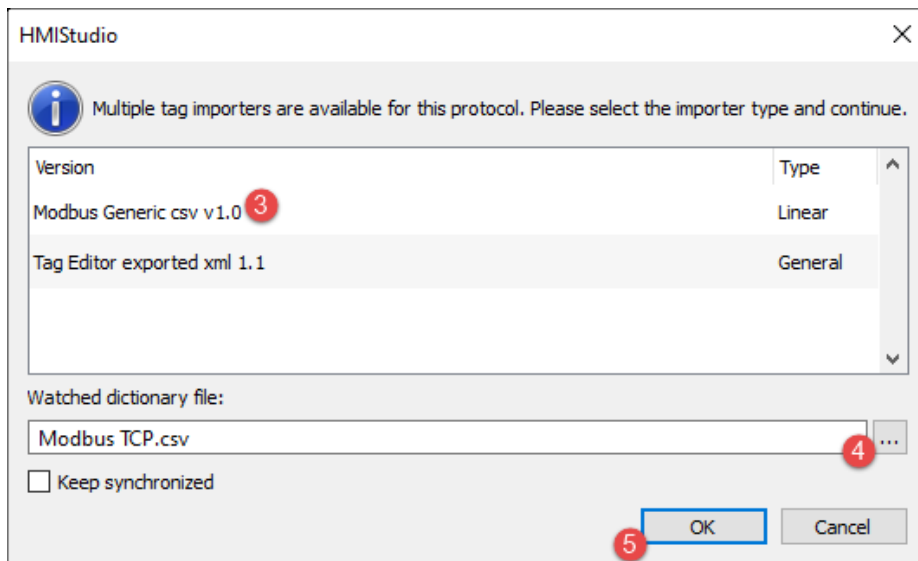 HMIStudio
Multiple tag importers are available for this protocol. Please select the importer type and continue.
Version Type
Modbus Generic csv v1.0 3 Linear
Tag Editor exported xml 1.1 General
Watched dictionary file:
Modbus TCP.csv 4 ...
Keep synchronized
5 OK Cancel